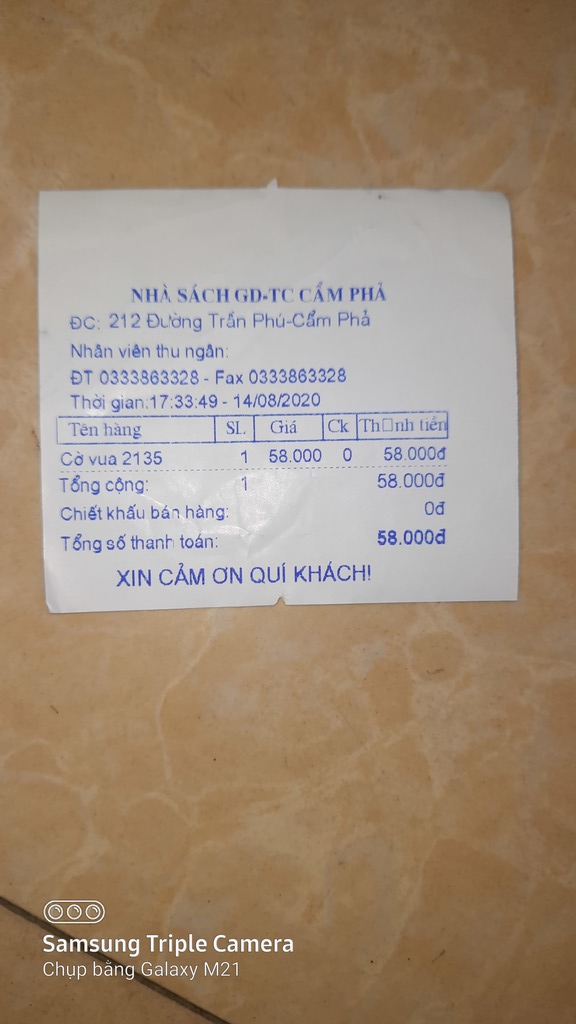 NHÀ SÁCH GD-TC CẨM PHẢ
ĐC: 212 Đường Trần Phú-Cẩm Phả
Nhân viên thu ngân:
ĐT 0333863328 - Fax 0333863328
Thời gian:17:33:49 - 14/08/2020
Tên hàng SL Giá Ck Th□nh tiền
Cờ vua 2135 1 58.000 0 58.000đ
Tổng cộng: 1 58.000đ
Chiết khấu bán hàng: 0đ
Tổng số thanh toán: 58.000đ
XIN CẢM ƠN QUÍ KHÁCH!
Samsung Triple Camera
Chụp bằng Galaxy M21